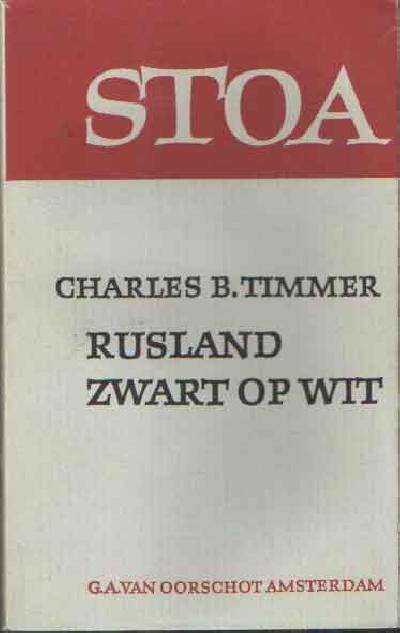 STOA
CHARLES B. TIMMER
RUSLAND
ZWART OP WIT
G.A. VAN OORSCHOT AMSTERDAM